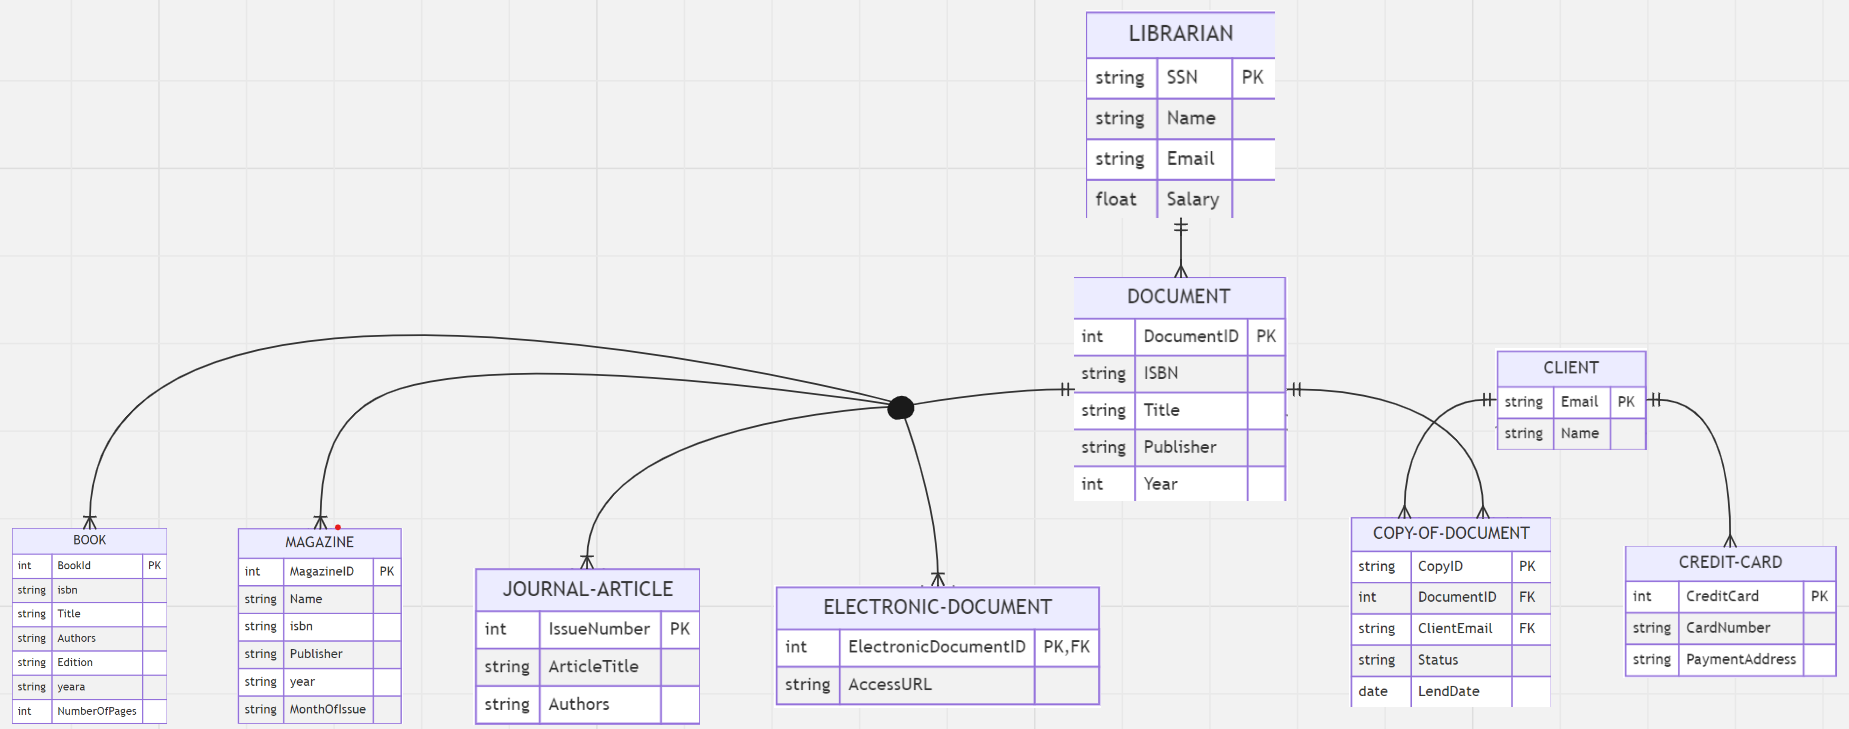 LIBRARIAN
string SSN PK
string Name
string Email
float Salary
DOCUMENT
int DocumentID PK
string ISBN
string Title
string Publisher
int Year
CLIENT
string Email PK
string Name
BOOK
int BookId PK
string isbn
string Title
string Authors
string Edition
string yeara
int NumberOfPages
MAGAZINE
int MagazineID PK
string Name
string isbn
string Publisher
string year
string MonthOfIssue
JOURNAL-ARTICLE
int IssueNumber PK
string ArticleTitle
string Authors
ELECTRONIC-DOCUMENT
int ElectronicDocumentID PK,FK
string AccessURL
COPY-OF-DOCUMENT
string CopyID PK
int DocumentID FK
string ClientEmail FK
string Status
date LendDate
CREDIT-CARD
int CreditCard PK
string CardNumber
string PaymentAddress